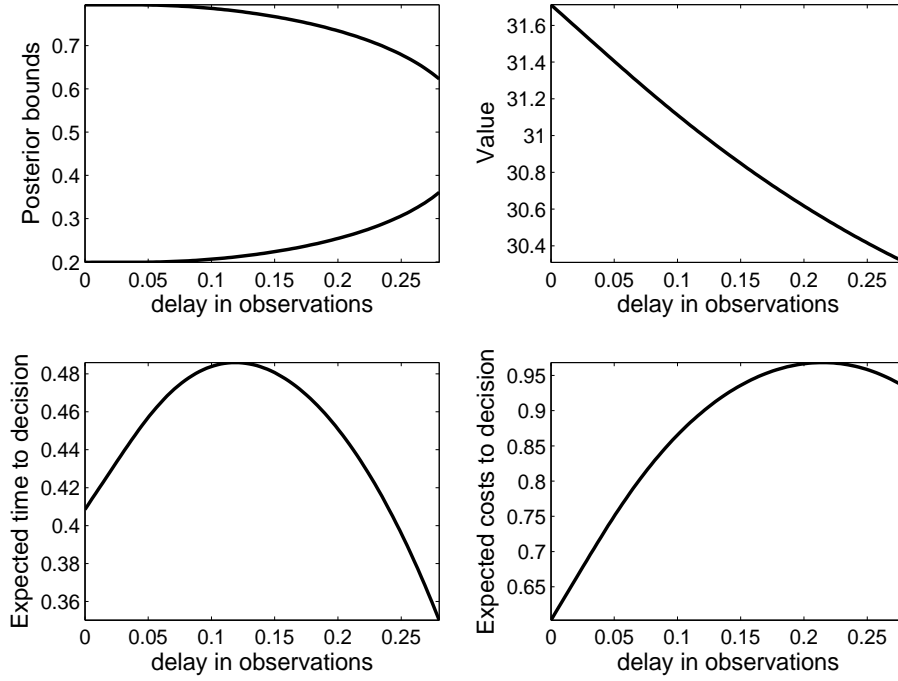 Posterior bounds
0.7
0.6
0.5
0.4
0.3
0.2
0 0.05 0.1 0.15 0.2 0.25
delay in observations
Value
31.6
31.4
31.2
31
30.8
30.6
30.4
0 0.05 0.1 0.15 0.2 0.25
delay in observations
Expected time to decision
0.48
0.46
0.44
0.42
0.4
0.38
0.36
0 0.05 0.1 0.15 0.2 0.25
delay in observations
Expected costs to decision
0.95
0.9
0.85
0.8
0.75
0.7
0.65
0 0.05 0.1 0.15 0.2 0.25
delay in observations